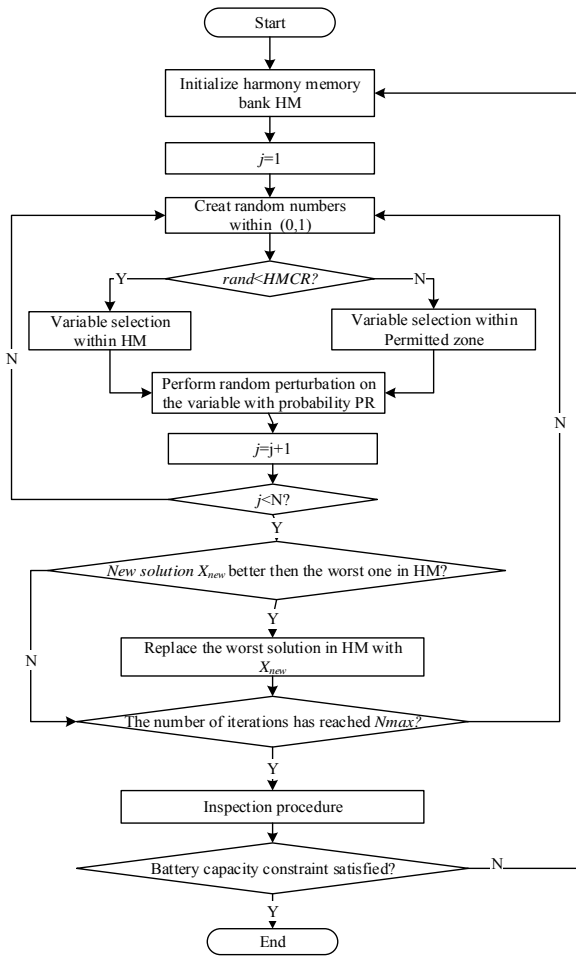 Start
Initialize harmony memory
bank HM
j=1
Creat random numbers
within (0,1)
Y
rand<HMCR?
N
Variable selection
within HM
Variable selection within
Permitted zone
N
Perform random perturbation on
the variable with probability PR
N
j=j+1
j<N?
Y
New solution Xnew better then the worst one in HM?
Y
N
Replace the worst solution in HM with
Xnew
The number of iterations has reached Nmax?
Y
Inspection procedure
Battery capacity constraint satisfied?
N
Y
End